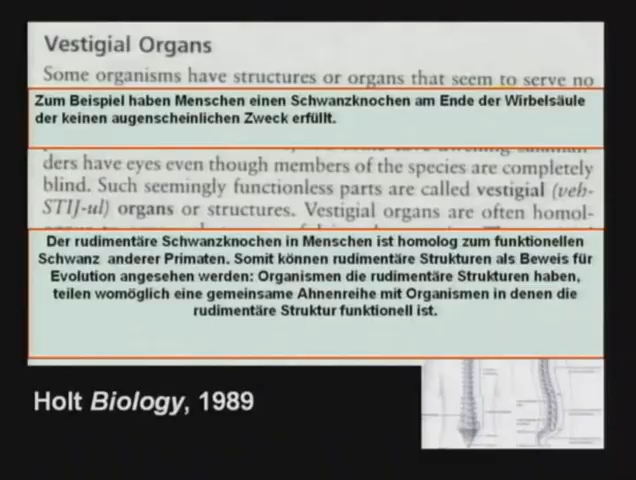 Vestigial Organs
Some organisms have structures or organs that seem to serve no
Zum Beispiel haben Menschen einen Schwanzknochen am Ende der Wirbelsäule
der keinen augenscheinlichen Zweck erfüllt.
ders have eyes even though members of the species are completely
blind. Such seemingly functionless parts are called vestigial (veh-
STIJ-ul) organs or structures. Vestigial organs are often homol-
Der rudimentäre Schwanzknochen in Menschen ist homolog zum funktionellen
Schwanz anderer Primaten. Somit können rudimentäre Strukturen als Beweis für
Evolution angesehen werden: Organismen die rudimentäre Strukturen haben,
teilen womöglich eine gemeinsame Ahnenreihe mit Organismen in denen die
rudimentäre Struktur funktionell ist.
Holt Biology, 1989